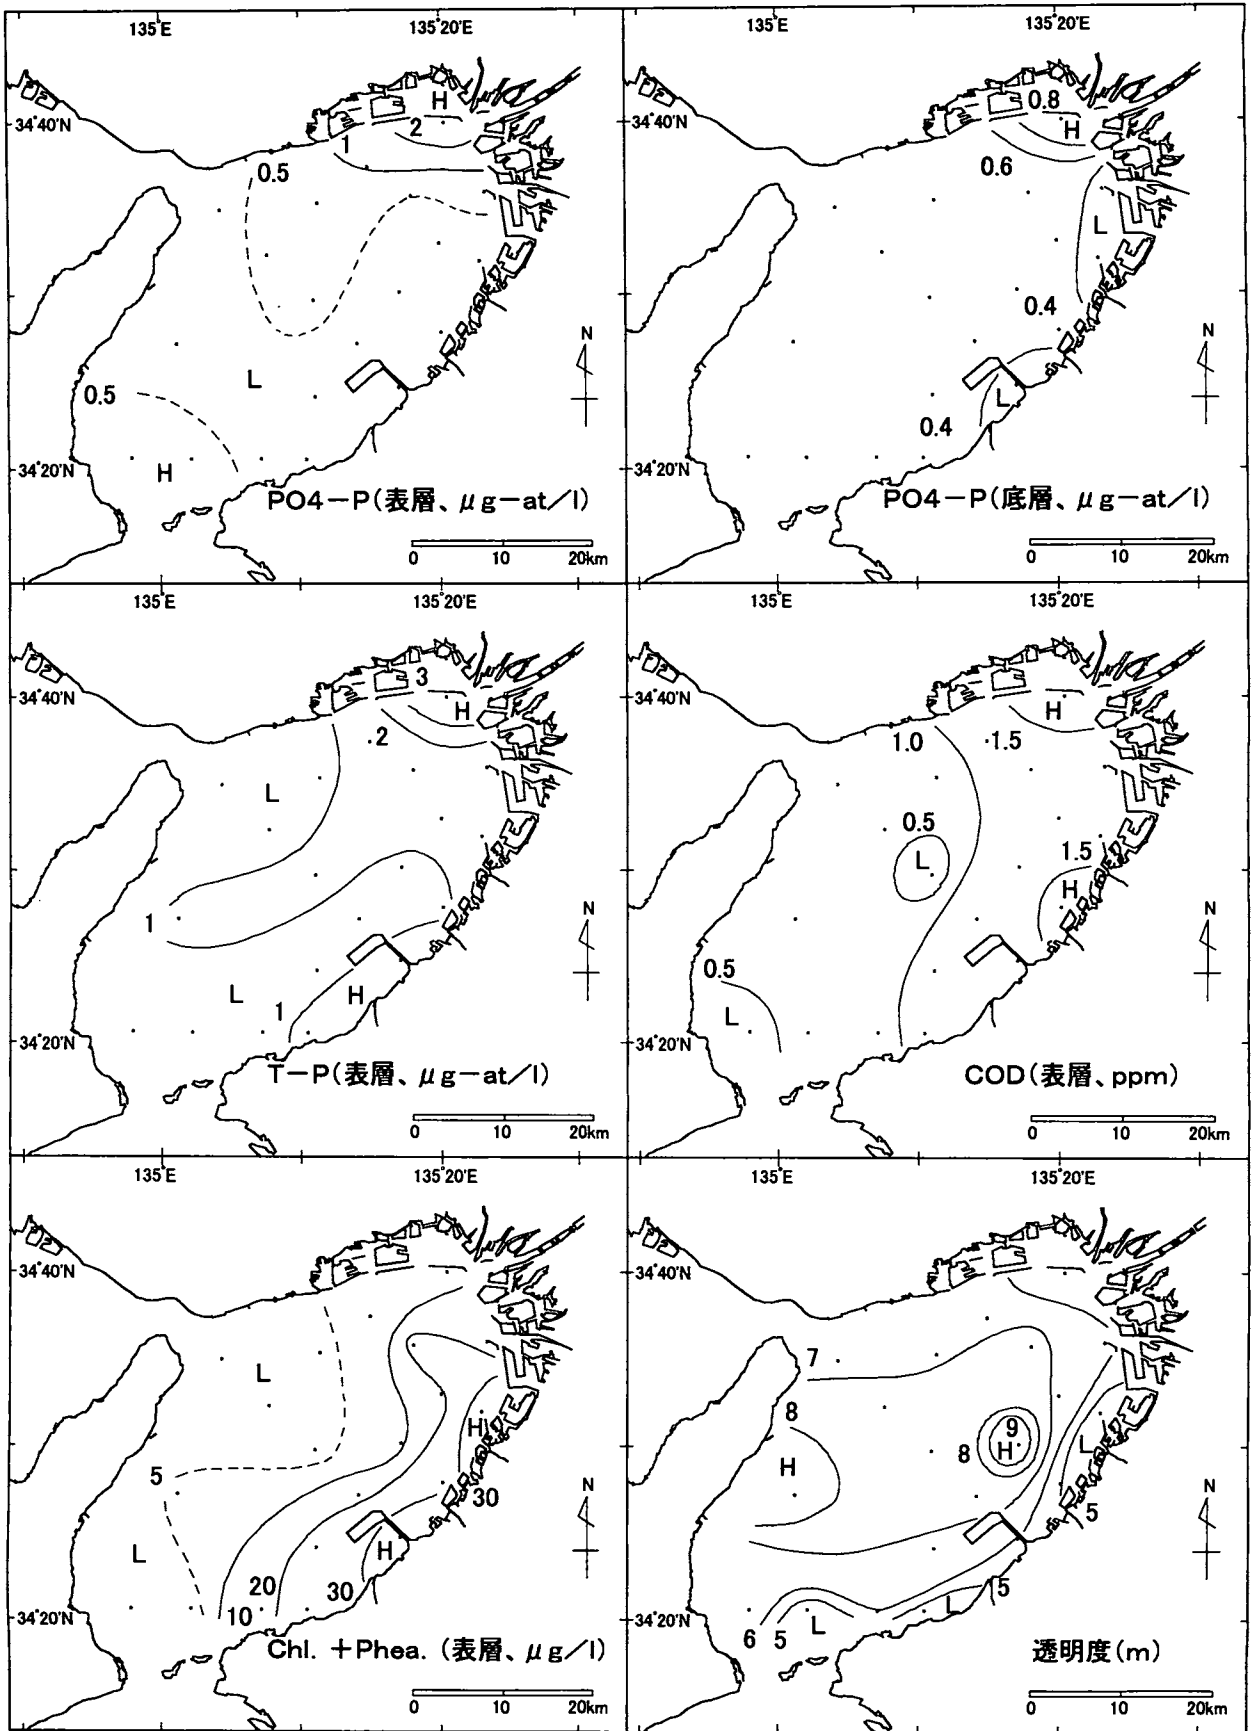 135°E
135°20'E
34°40'N
H
2
1
0.5
L
0.5
N
H
34°20'N
PO4－P(表層、μg－at／l)
0 10 20km
135°E
135°20'E
34°40'N
0.8
H
0.6
L
0.4
N
L
0.4
34°20'N
PO4－P(底層、μg－at／l)
0 10 20km
135°E
135°20'E
34°40'N
3
H
2
L
N
1
L
H
1
34°20'N
T－P(表層、μg－at／l)
0 10 20km
135°E
135°20'E
34°40'N
H
1.0
1.5
0.5
L
1.5
H
N
0.5
L
34°20'N
COD(表層、ppm)
0 10 20km
135°E
135°20'E
34°40'N
L
H
5
30
N
L
H
20
30
10
34°20'N
Chl. ＋Phea. (表層、μg／l)
0 10 20km
135°E
135°20'E
34°40'N
7
8
9
H
8
L
H
N
5
5
L
L
6 5
34°20'N
透明度(m)
0 10 20km